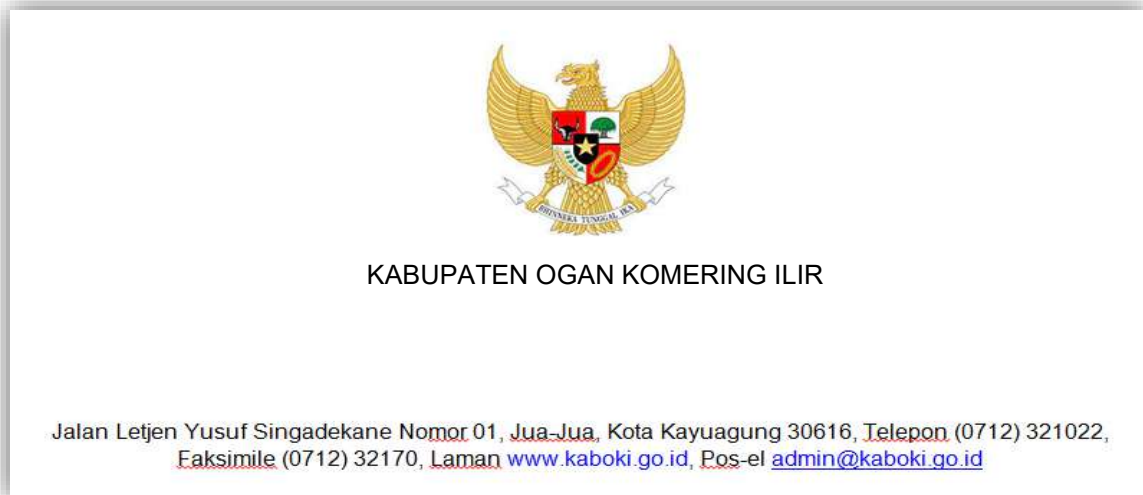 BHINNEKA TUNGGAL IKA
KABUPATEN OGAN KOMERING ILIR
Jalan Letjen Yusuf Singadekane Nomor 01, Jua-Jua, Kota Kayuagung 30616, Telepon (0712) 321022,
Faksimile (0712) 32170, Laman www.kaboki.go.id, Pos-el admin@kaboki.go.id